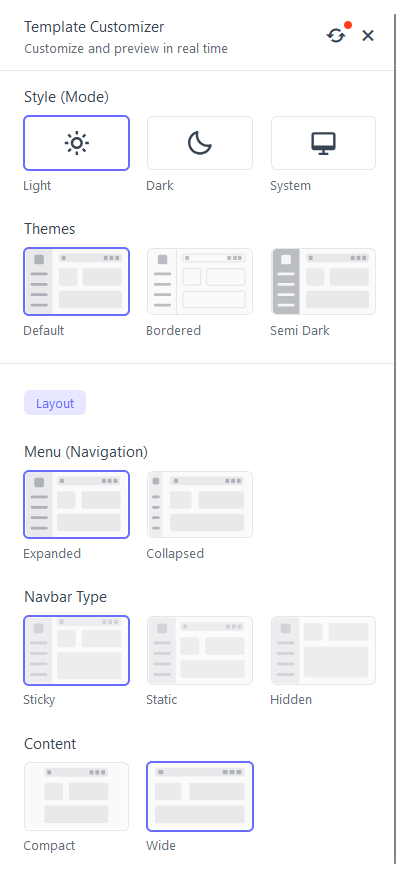 Template Customizer
Customize and preview in real time
Style (Mode)
Light
Dark
System
Themes
Default
Bordered
Semi Dark
Layout
Menu (Navigation)
Expanded
Collapsed
Navbar Type
Sticky
Static
Hidden
Content
Compact
Wide